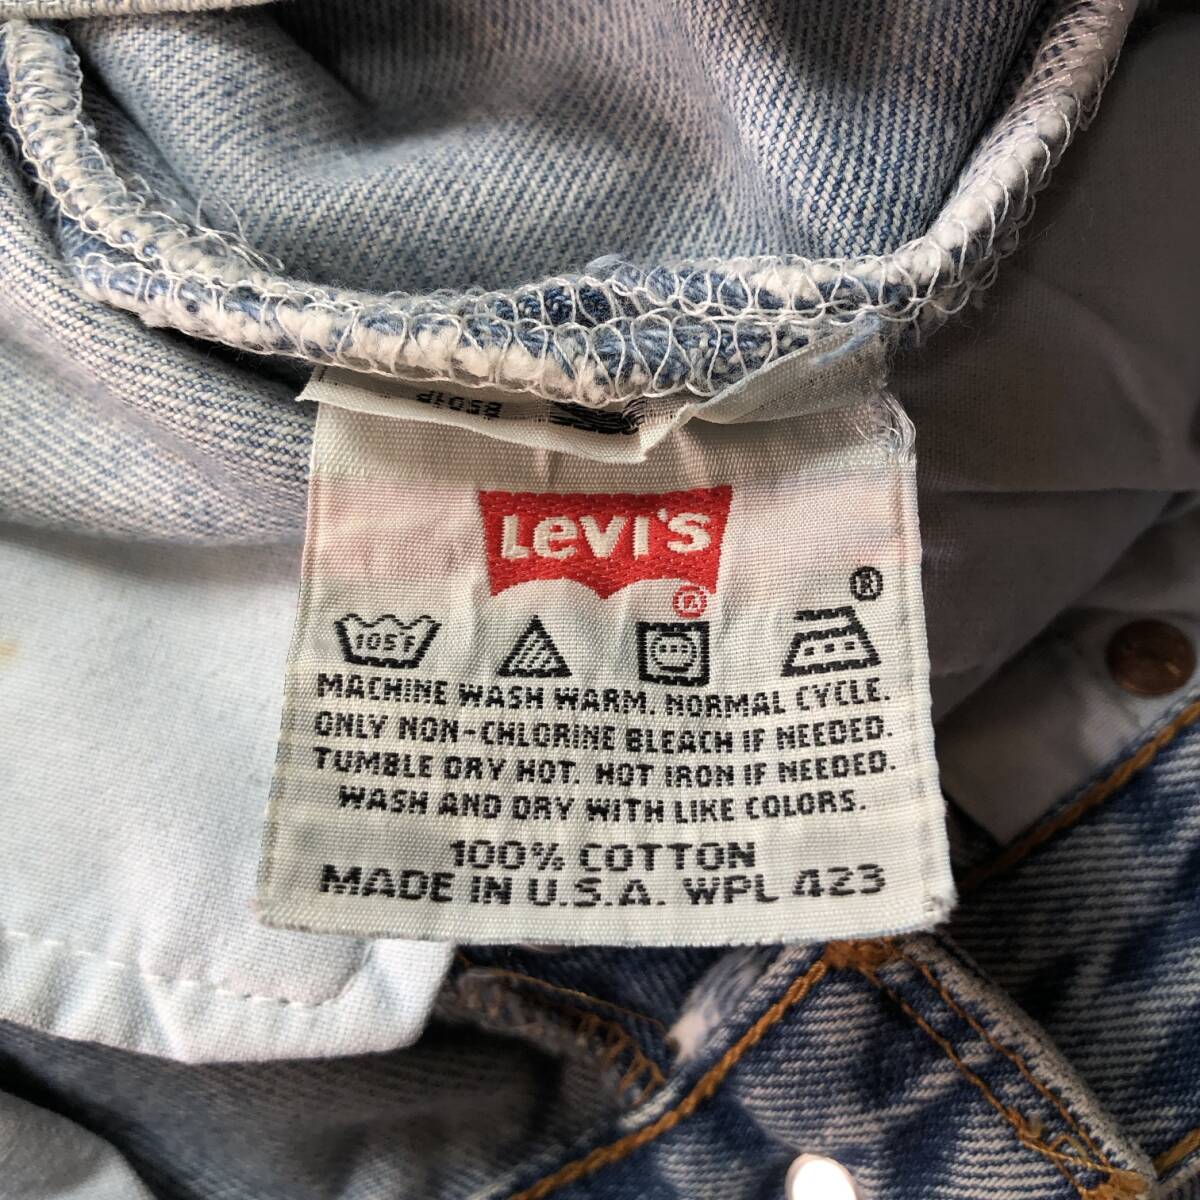 Levi's
®
®
105F
MACHINE WASH WARM. NORMAL CYCLE.
ONLY NON-CHLORINE BLEACH IF NEEDED.
TUMBLE DRY HOT. HOT IRON IF NEEDED.
WASH AND DRY WITH LIKE COLORS.
100% COTTON
MADE IN U.S.A. WPL 423